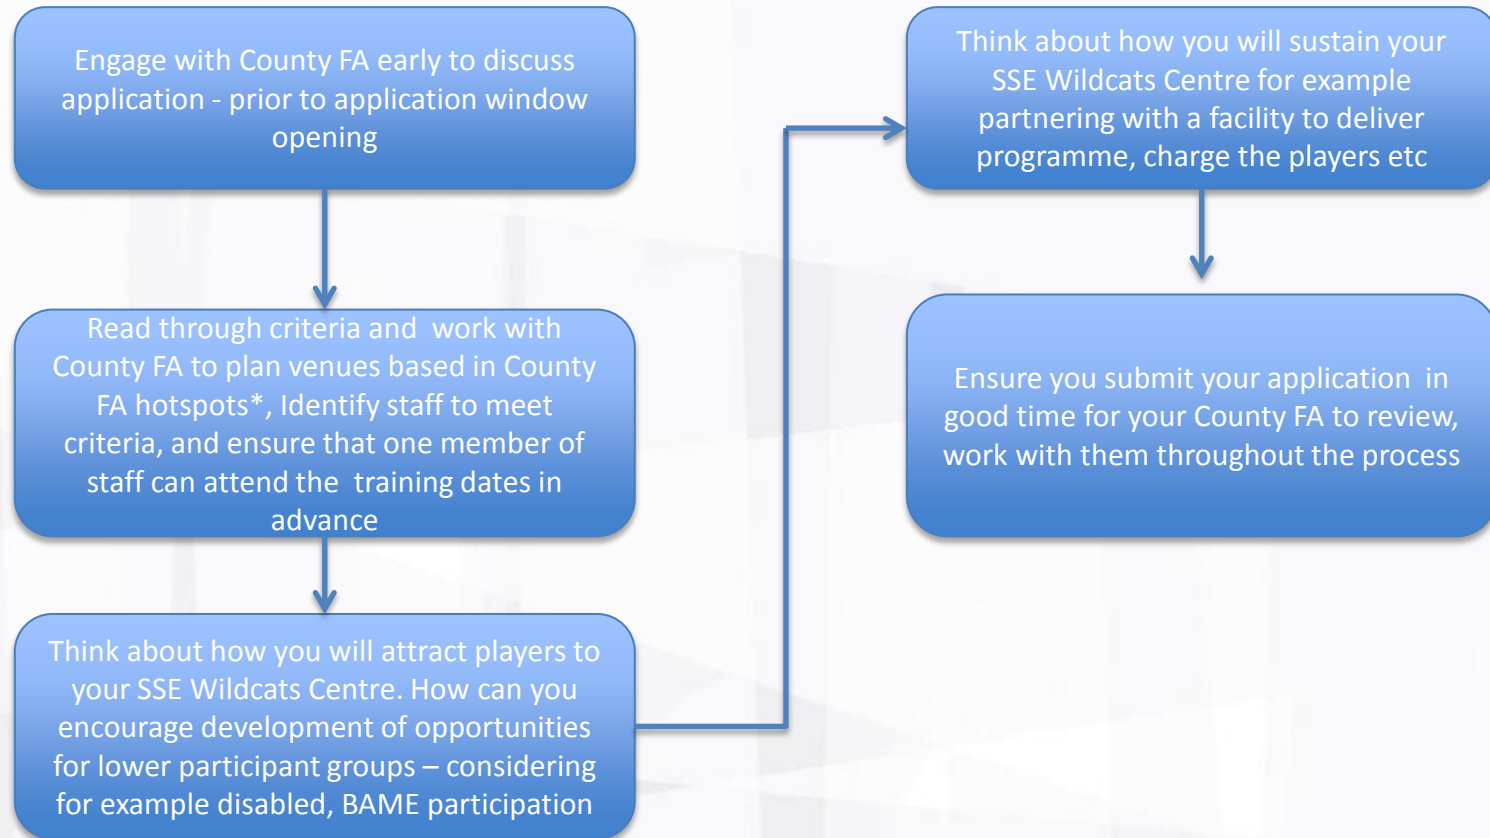 Engage with County FA early to discuss
application - prior to application window
opening
Read through criteria and  work with
County FA to plan venues based in County
FA hotspots*, Identify staff to meet
criteria, and ensure that one member of
staff can attend the  training dates in
advance
Think about how you will attract players to
your SSE Wildcats Centre. How can you
encourage development of opportunities
for lower participant groups – considering
for example disabled, BAME participation
Think about how you will sustain your
SSE Wildcats Centre for example
partnering with a facility to deliver
programme, charge the players etc
Ensure you submit your application  in
good time for your County FA to review,
work with them throughout the process